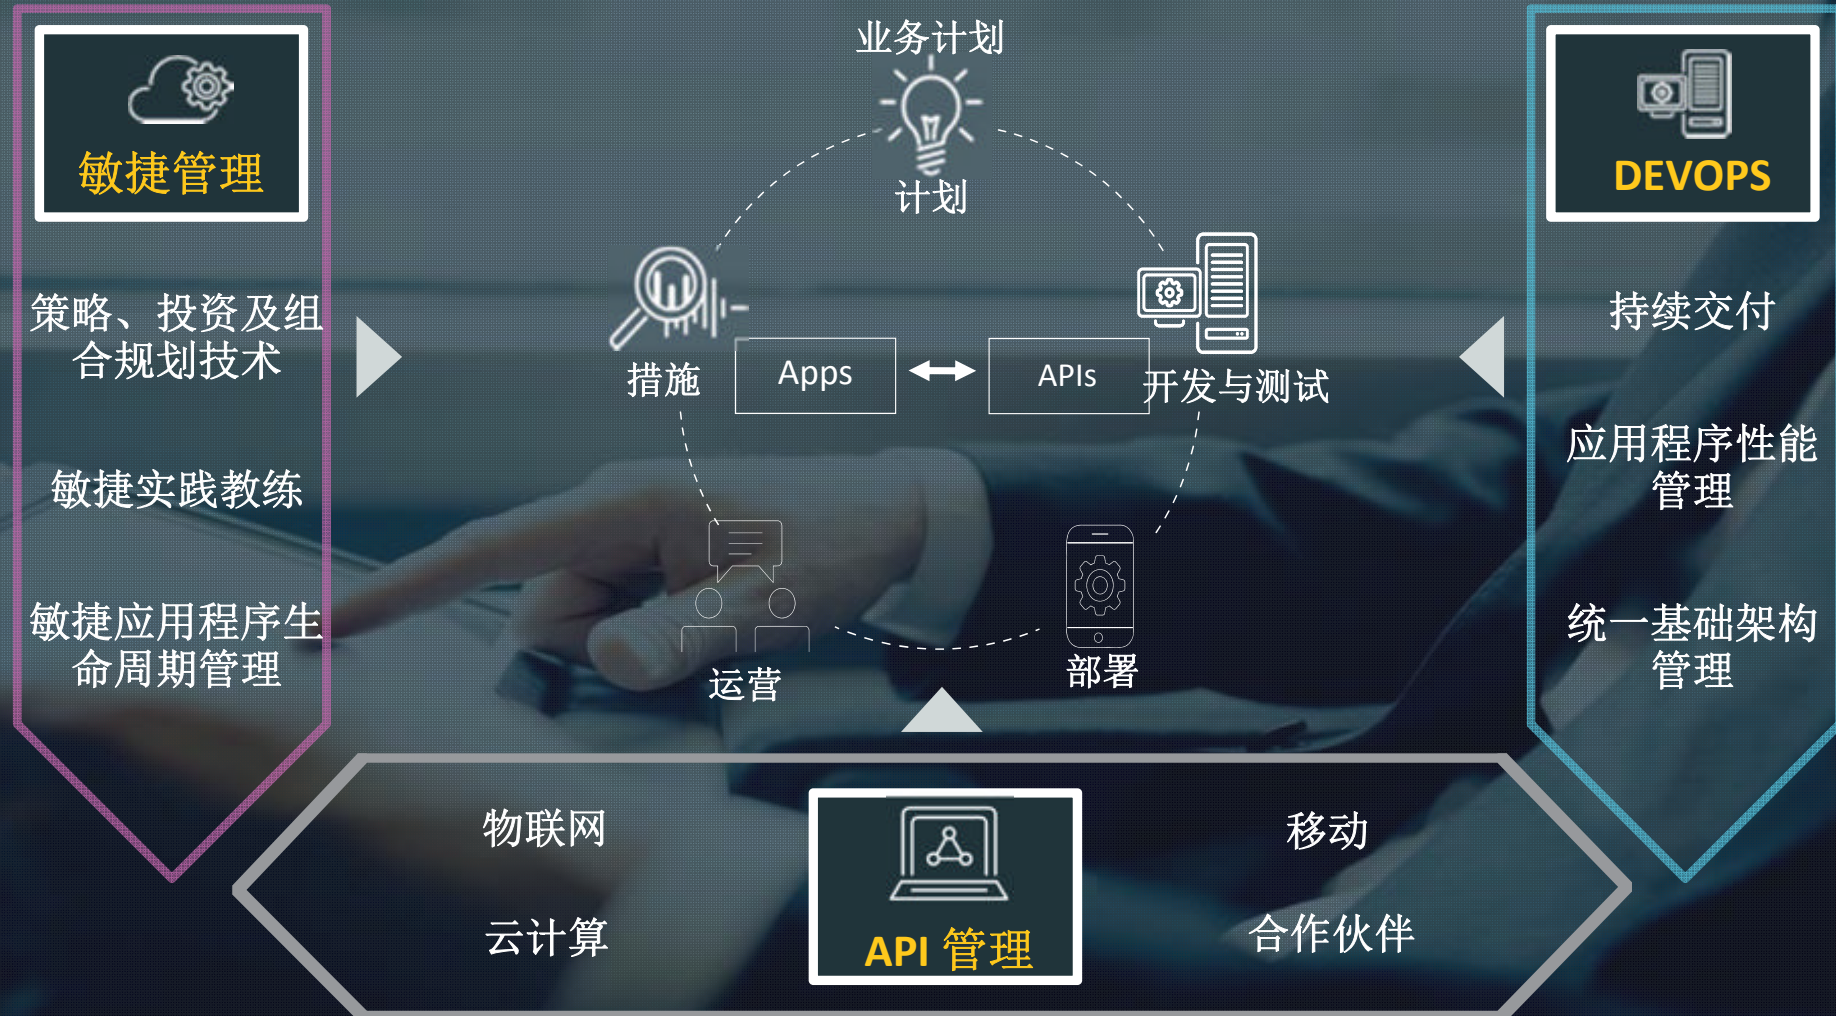 敏捷管理
策略、投资及组
合规划技术
敏捷实践教练
敏捷应用程序生
命周期管理
业务计划
计划
措施
Apps
APIs
开发与测试
运营
部署
DEVOPS
持续交付
应用程序性能
管理
统一基础架构
管理
物联网
云计算
API 管理
移动
合作伙伴